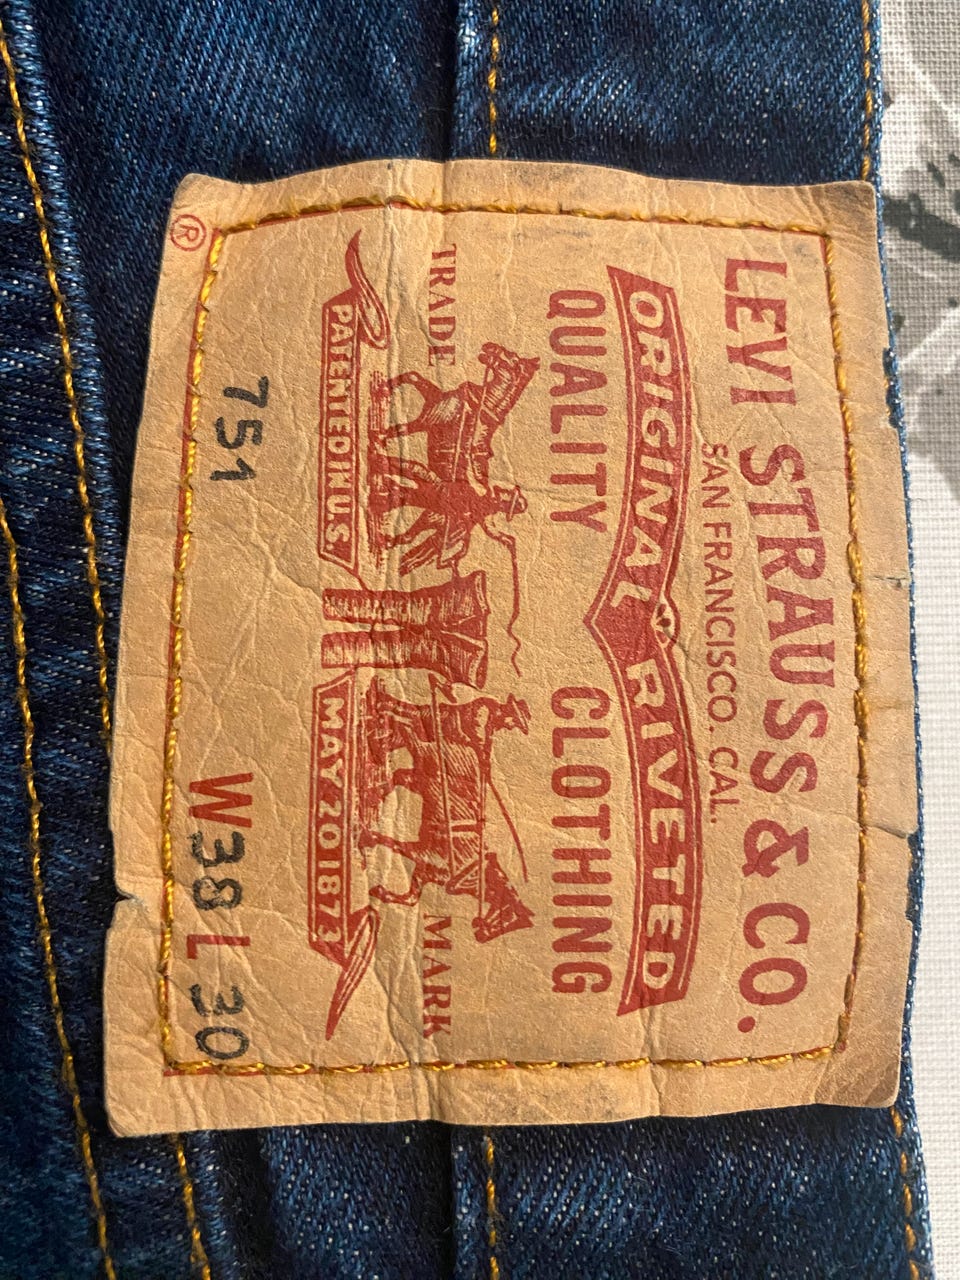 LEVI STRAUSS & CO.
SAN FRANCISCO. CAL.
ORIGINAL RIVETED
QUALITY CLOTHING
TRADE MARK
PATENTED IN U.S. MAY 20 1873
751 W38 L30
®